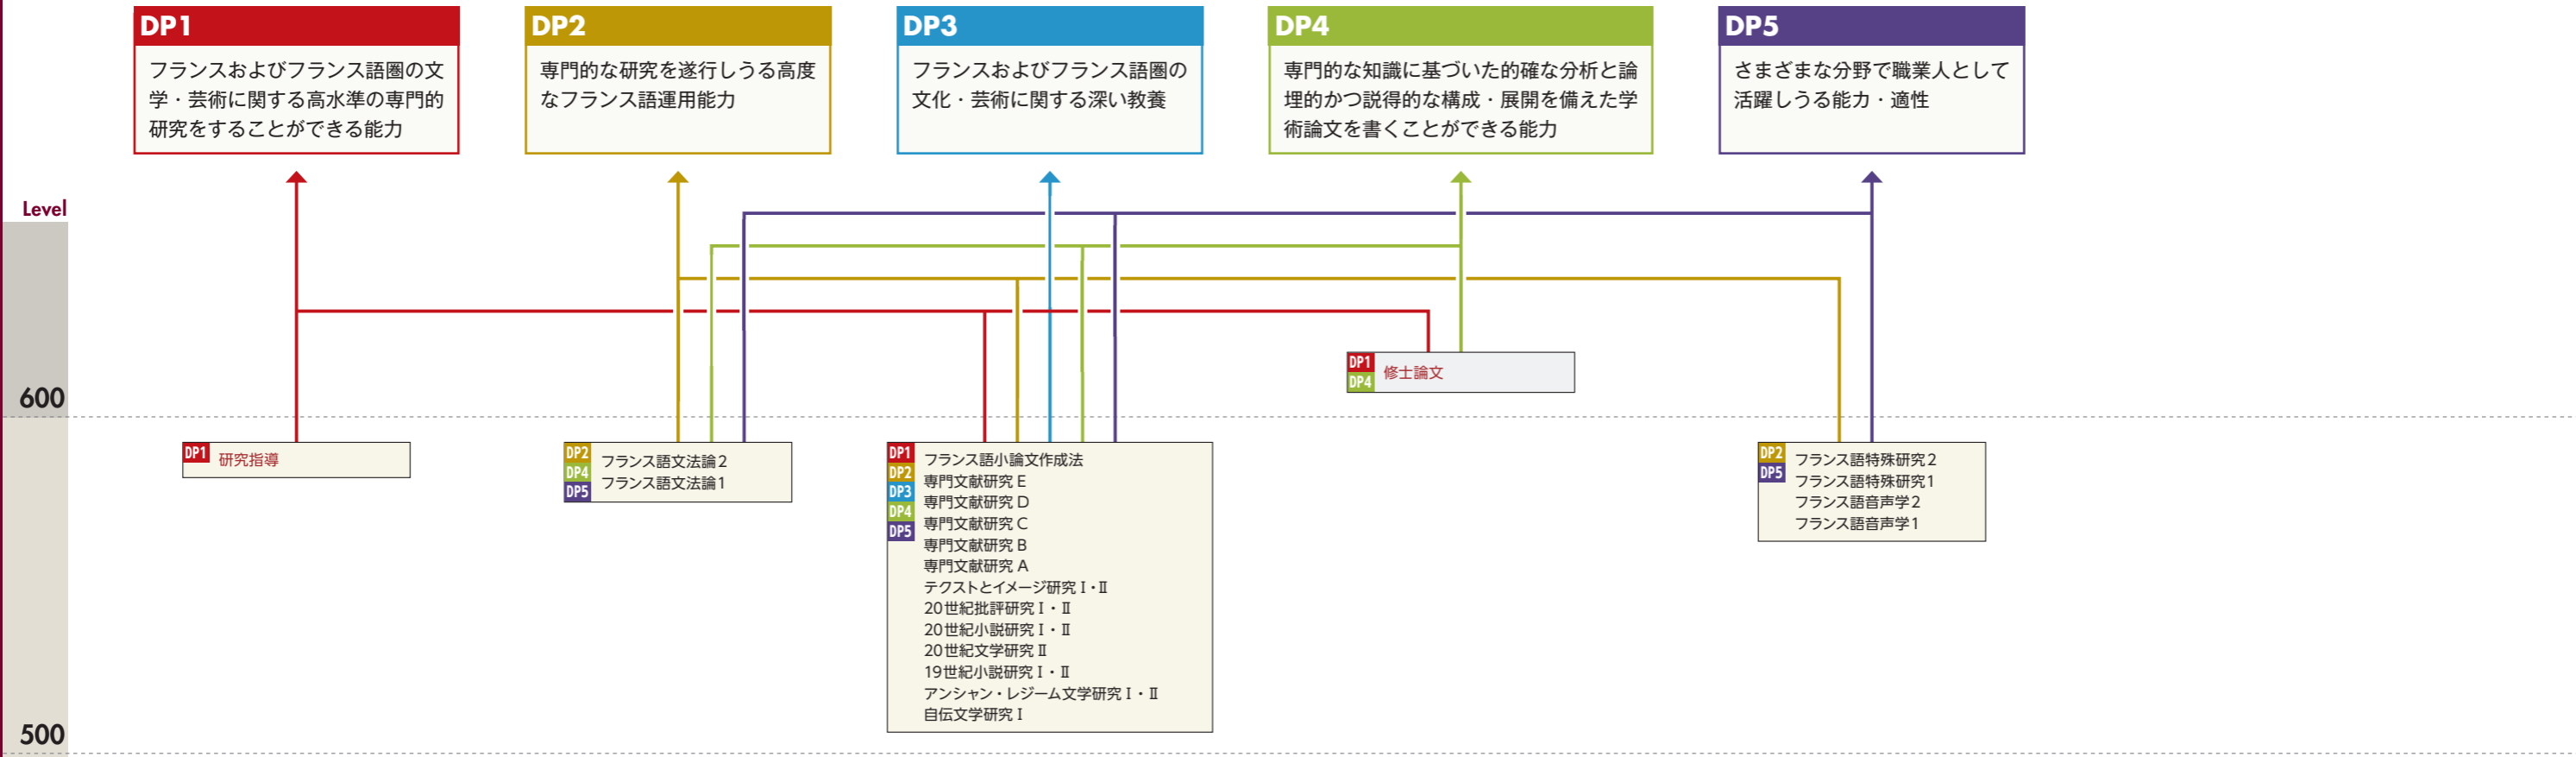 DP1
フランスおよびフランス語圏の文
学・芸術に関する高水準の専門的
研究をすることができる能力
DP2
専門的な研究を遂行しうる高度
なフランス語運用能力
DP3
フランスおよびフランス語圏の
文化・芸術に関する深い教養
DP4
専門的な知識に基づいた的確な分析と論
埋的かつ説得的な構成・展開を備えた学
術論文を書くことができる能力
DP5
さまざまな分野で職業人として
活躍しうる能力・適性
Level
600
DP1
DP4
修士論文
DP1
研究指導
DP2
DP4
DP5
フランス語文法論2
フランス語文法論1
DP1
DP2
DP3
DP4
DP5
フランス語小論文作成法
専門文献研究 E
専門文献研究 D
専門文献研究 C
専門文献研究 B
専門文献研究 A
テクストとイメージ研究Ⅰ・Ⅱ
20世紀批評研究Ⅰ・Ⅱ
20世紀小説研究Ⅰ・Ⅱ
20世紀文学研究Ⅱ
19世紀小説研究Ⅰ・Ⅱ
アンシャン・レジーム文学研究Ⅰ・Ⅱ
自伝文学研究Ⅰ
DP2
DP5
フランス語特殊研究2
フランス語特殊研究1
フランス語音声学2
フランス語音声学1
500